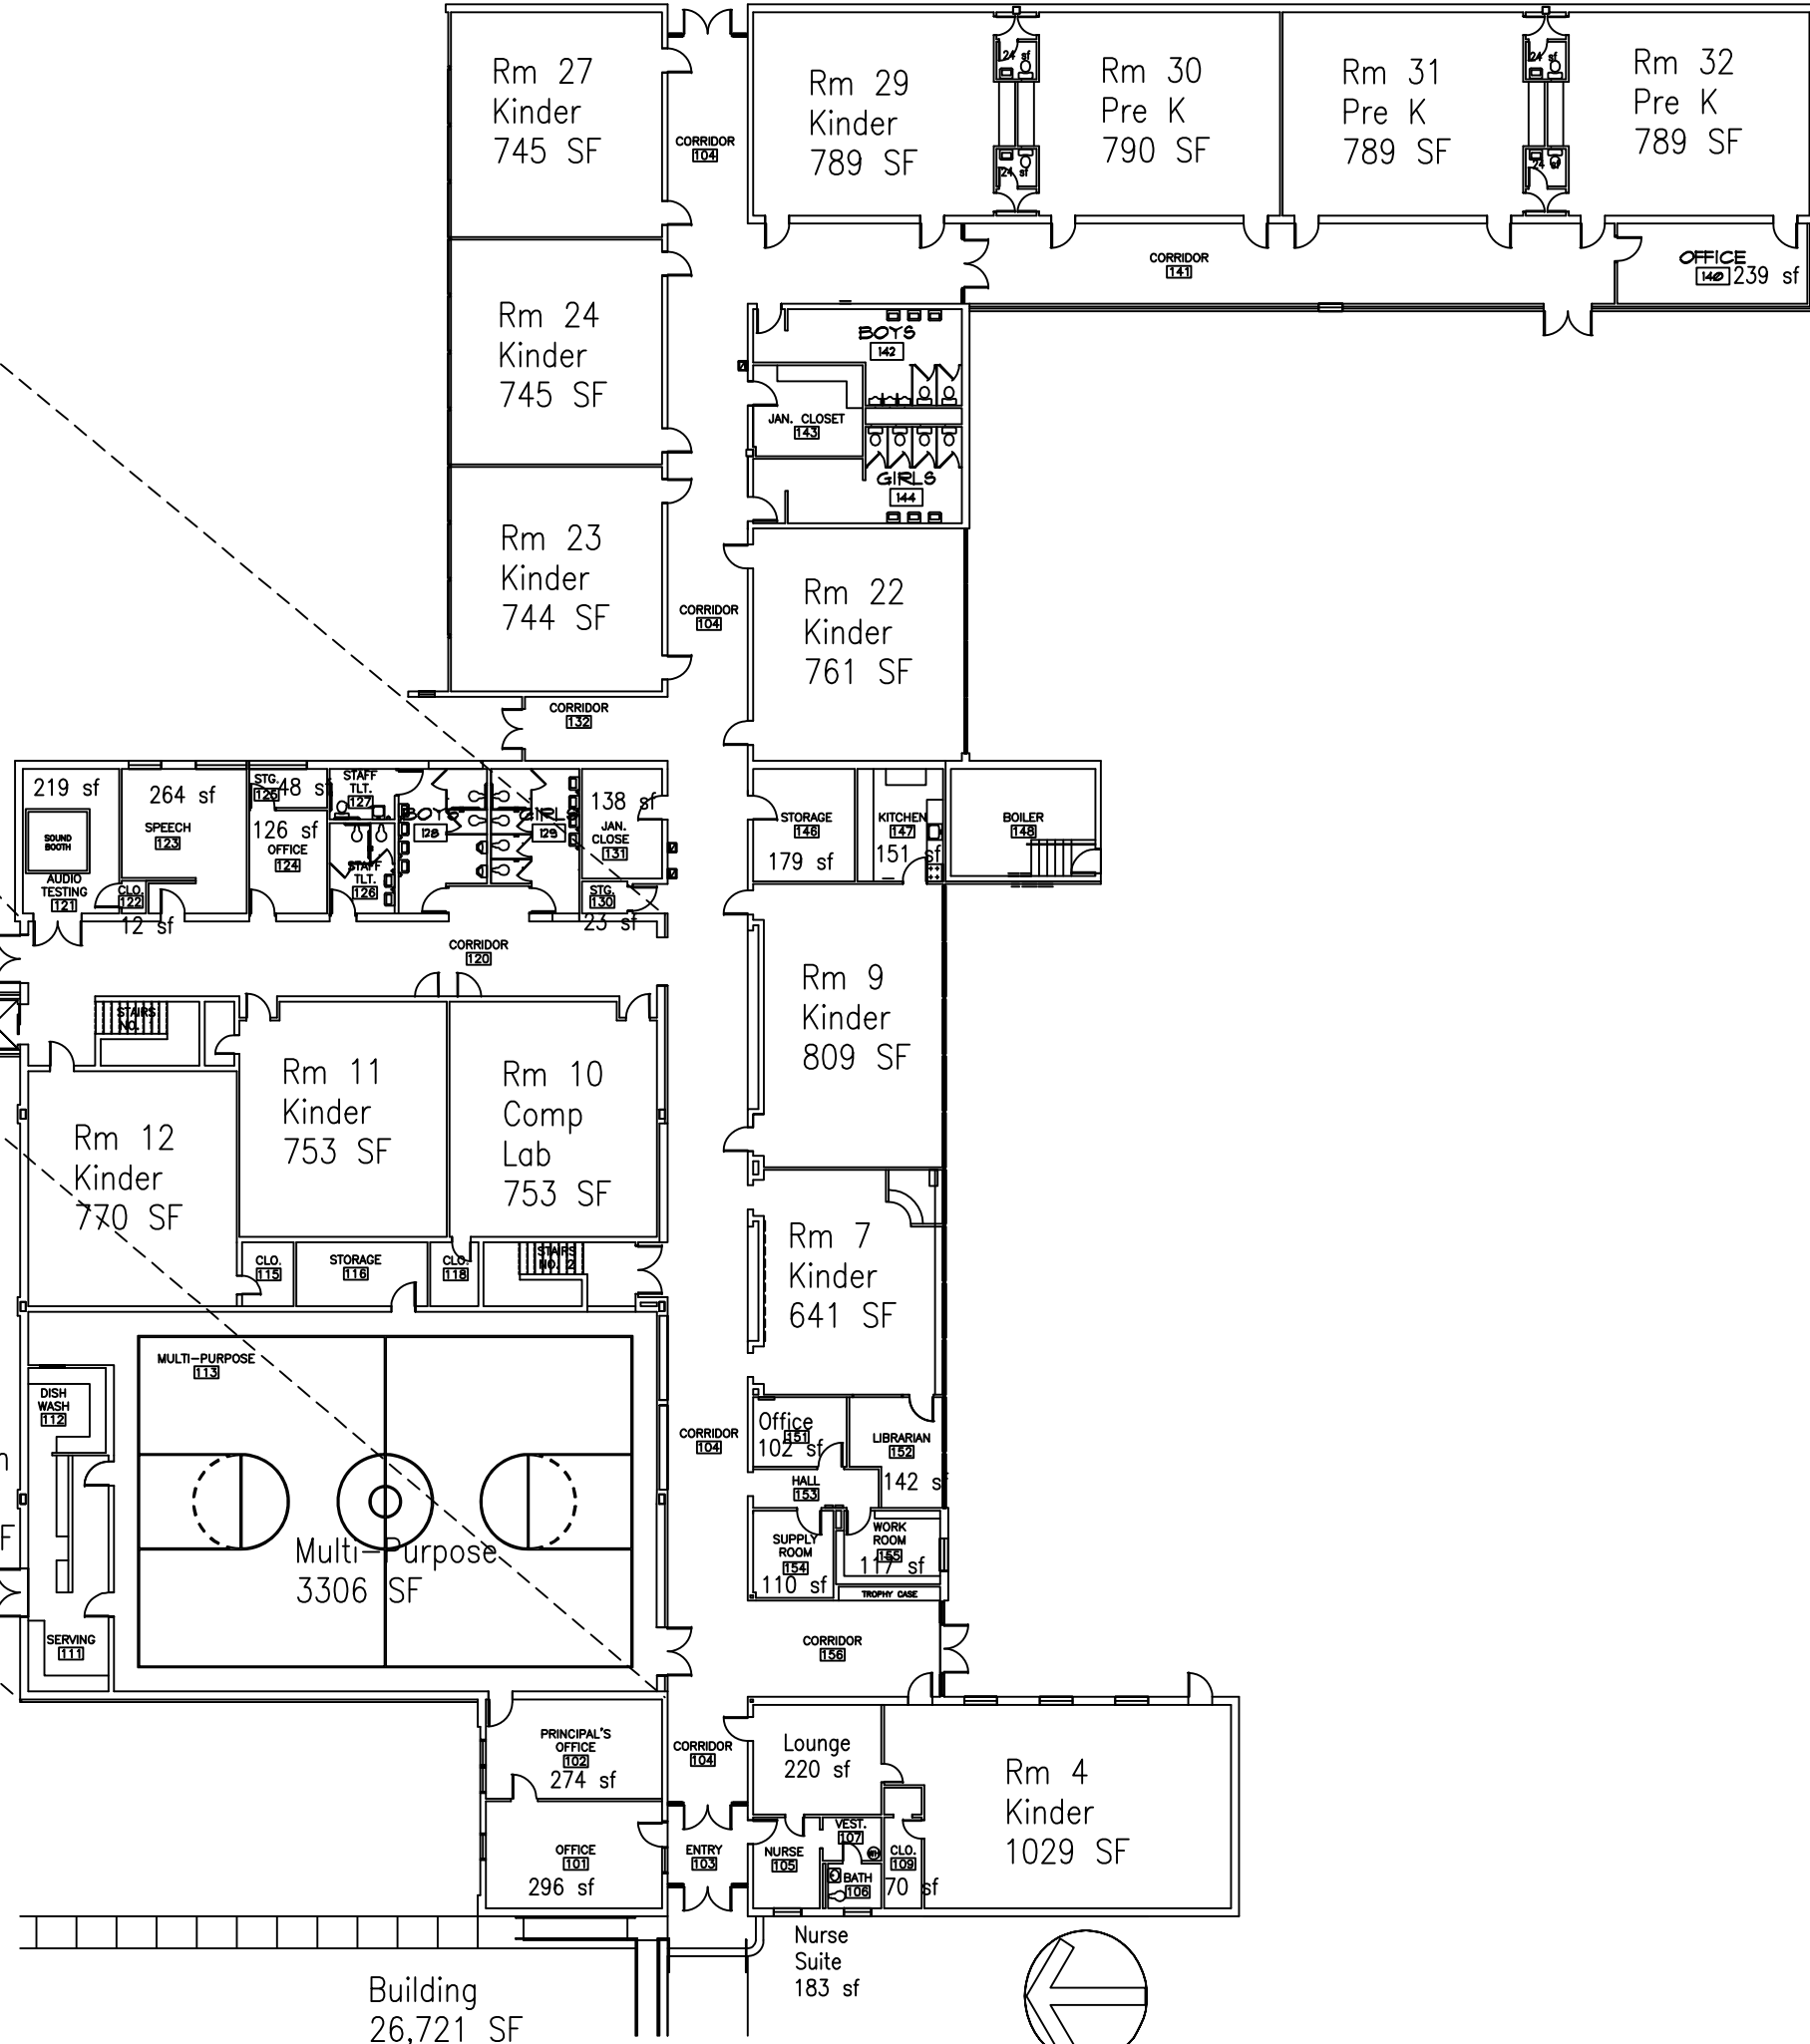 Rm 27
Kinder
745 SF
CORRIDOR
104
Rm 29
Kinder
789 SF
24 sf
24 sf
Rm 30
Pre K
790 SF
Rm 31
Pre K
789 SF
24 sf
24 sf
Rm 32
Pre K
789 SF
CORRIDOR
141
OFFICE
140 239 sf
Rm 24
Kinder
745 SF
BOYS
142
JAN. CLOSET
143
GIRLS
144
Rm 23
Kinder
744 SF
CORRIDOR
104
Rm 22
Kinder
761 SF
CORRIDOR
132
219 sf
SOUND
BOOTH
AUDIO
TESTING
121
264 sf
SPEECH
123
CLO.
122
12 sf
STG.
125
48 sf
126 sf
OFFICE
124
STAFF
TLT.
127
STAFF
TLT.
126
BOYS
128
GIRLS
129
138 sf
JAN.
CLOSE
131
STG.
130
23 sf
STORAGE
146
179 sf
KITCHEN
147
151 sf
BOILER
148
CORRIDOR
120
STAIRS
NO.
Rm 9
Kinder
809 SF
Rm 12
Kinder
770 SF
Rm 11
Kinder
753 SF
Rm 10
Comp
Lab
753 SF
CLO.
115
STORAGE
116
CLO.
118
STAIRS
NO. 2
Rm 7
Kinder
641 SF
MULTI-PURPOSE
113
DISH
WASH
112
Multi-Purpose
3306 SF
SERVING
111
CORRIDOR
104
Office
151
102 sf
LIBRARIAN
152
142 sf
HALL
153
SUPPLY
ROOM
154
110 sf
WORK
ROOM
155
117 sf
TROPHY CASE
CORRIDOR
156
PRINCIPAL'S
OFFICE
102
274 sf
CORRIDOR
104
Lounge
220 sf
Rm 4
Kinder
1029 SF
OFFICE
101
296 sf
ENTRY
103
NURSE
105
VEST.
107
WH
BATH
106
CLO.
109
70 sf
Nurse
Suite
183 sf
Building
26,721 SF